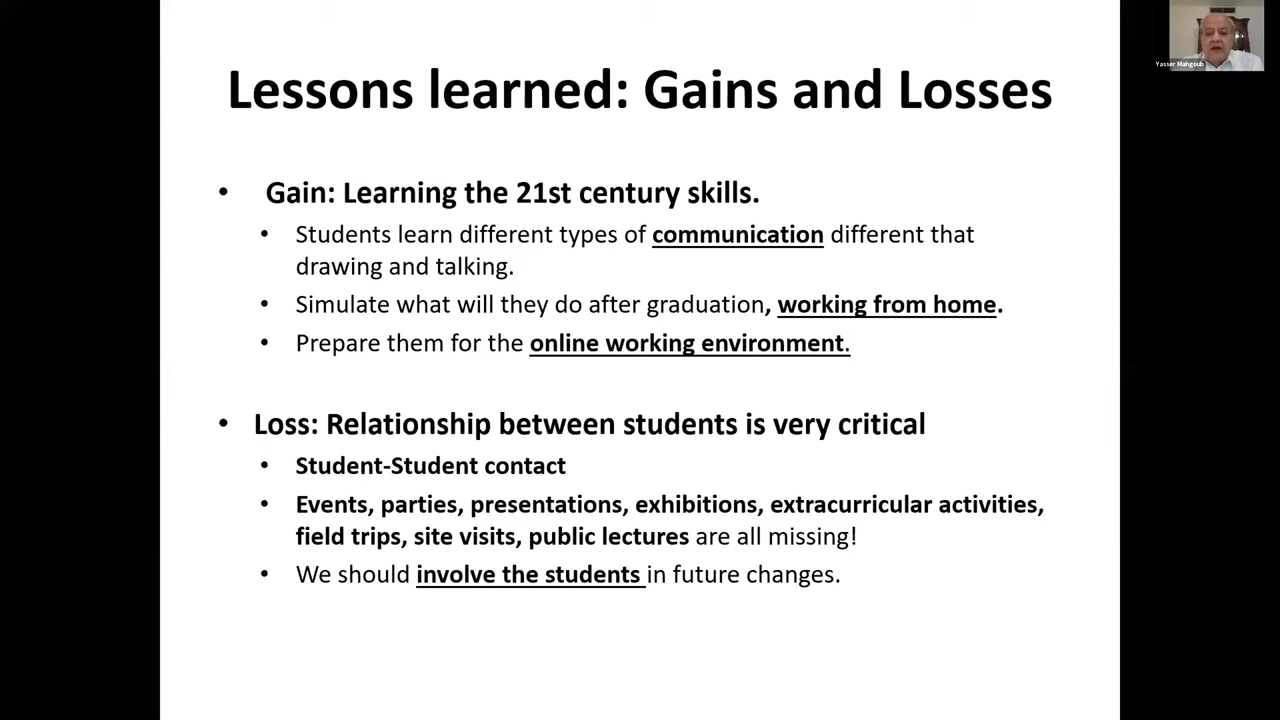 Yasser Mahgoub
Lessons learned: Gains and Losses
• Gain: Learning the 21st century skills.
• Students learn different types of communication different that
drawing and talking.
• Simulate what will they do after graduation, working from home.
• Prepare them for the online working environment.
• Loss: Relationship between students is very critical
• Student-Student contact
• Events, parties, presentations, exhibitions, extracurricular activities,
field trips, site visits, public lectures are all missing!
• We should involve the students in future changes.